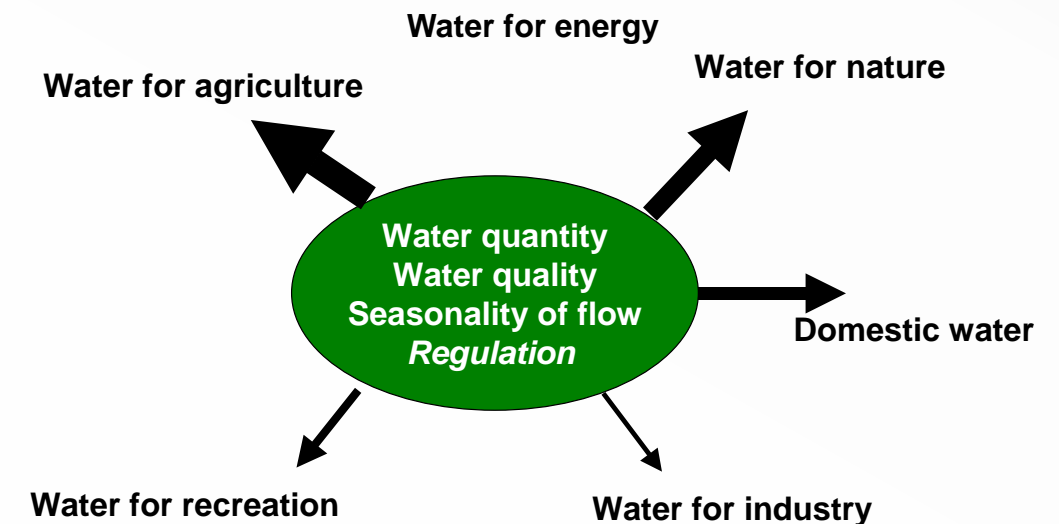 Water for energy
Water for nature
Water for agriculture
Water quantity
Water quality
Seasonality of flow
Regulation
Domestic water
Water for recreation
Water for industry